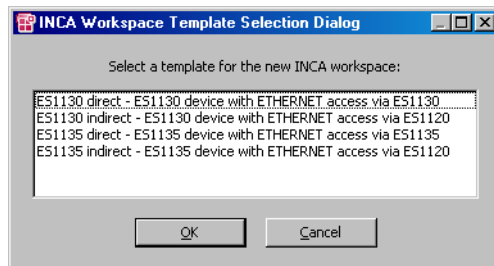 INCA Workspace Template Selection Dialog
Select a template for the new INCA workspace:
ES1130 direct - ES1130 device with ETHERNET access via ES1130
ES1130 indirect - ES1130 device with ETHERNET access via ES1120
ES1135 direct - ES1135 device with ETHERNET access via ES1135
ES1135 indirect - ES1135 device with ETHERNET access via ES1120
OK Cancel